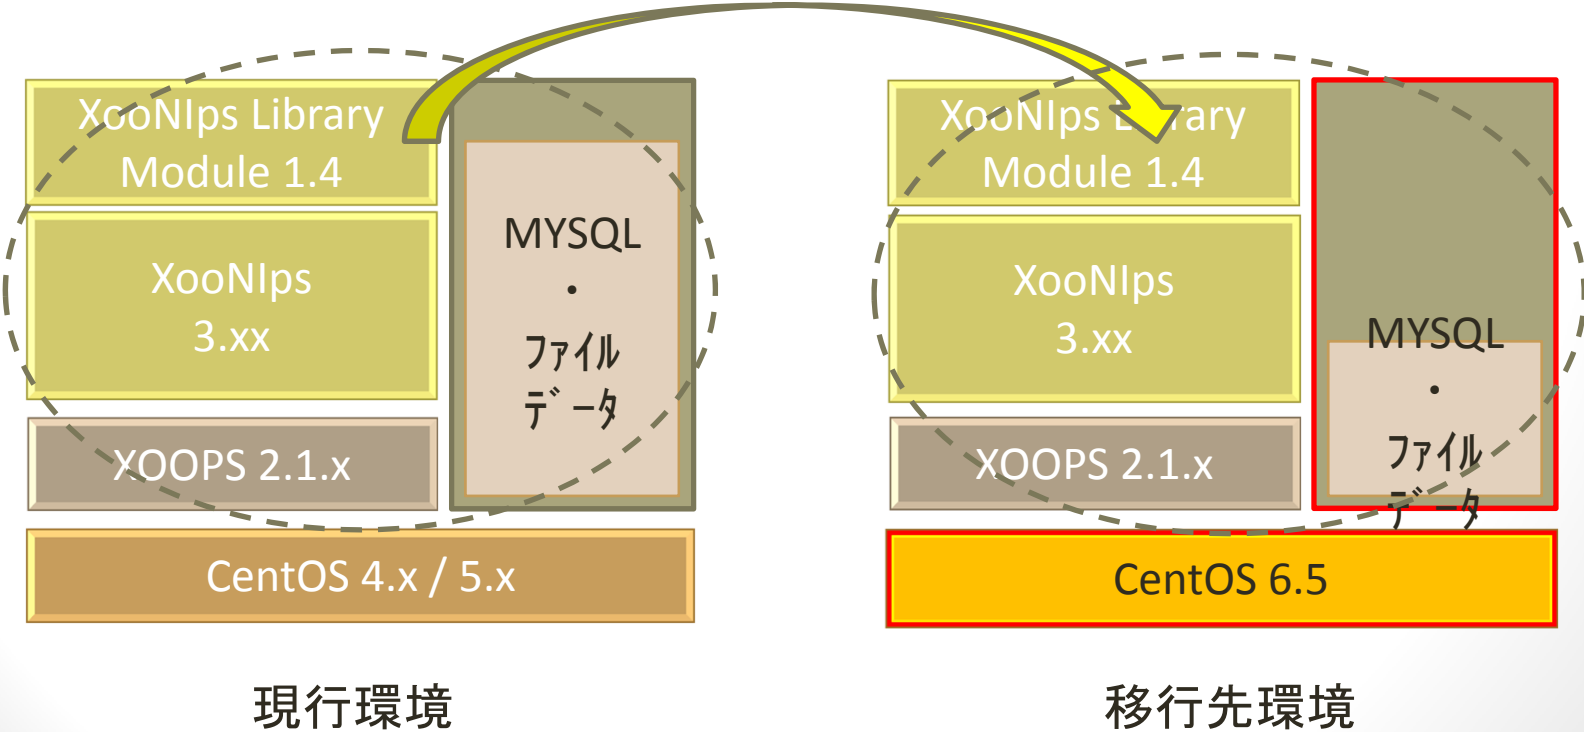 XooNIps Library
Module 1.4
XooNIps
3.xx
XOOPS 2.1.x
MYSQL
・
ファイル
データ
CentOS 4.x / 5.x
現行環境
XooNIps Library
Module 1.4
XooNIps
3.xx
XOOPS 2.1.x
MYSQL
・
ファイル
データ
CentOS 6.5
移行先環境